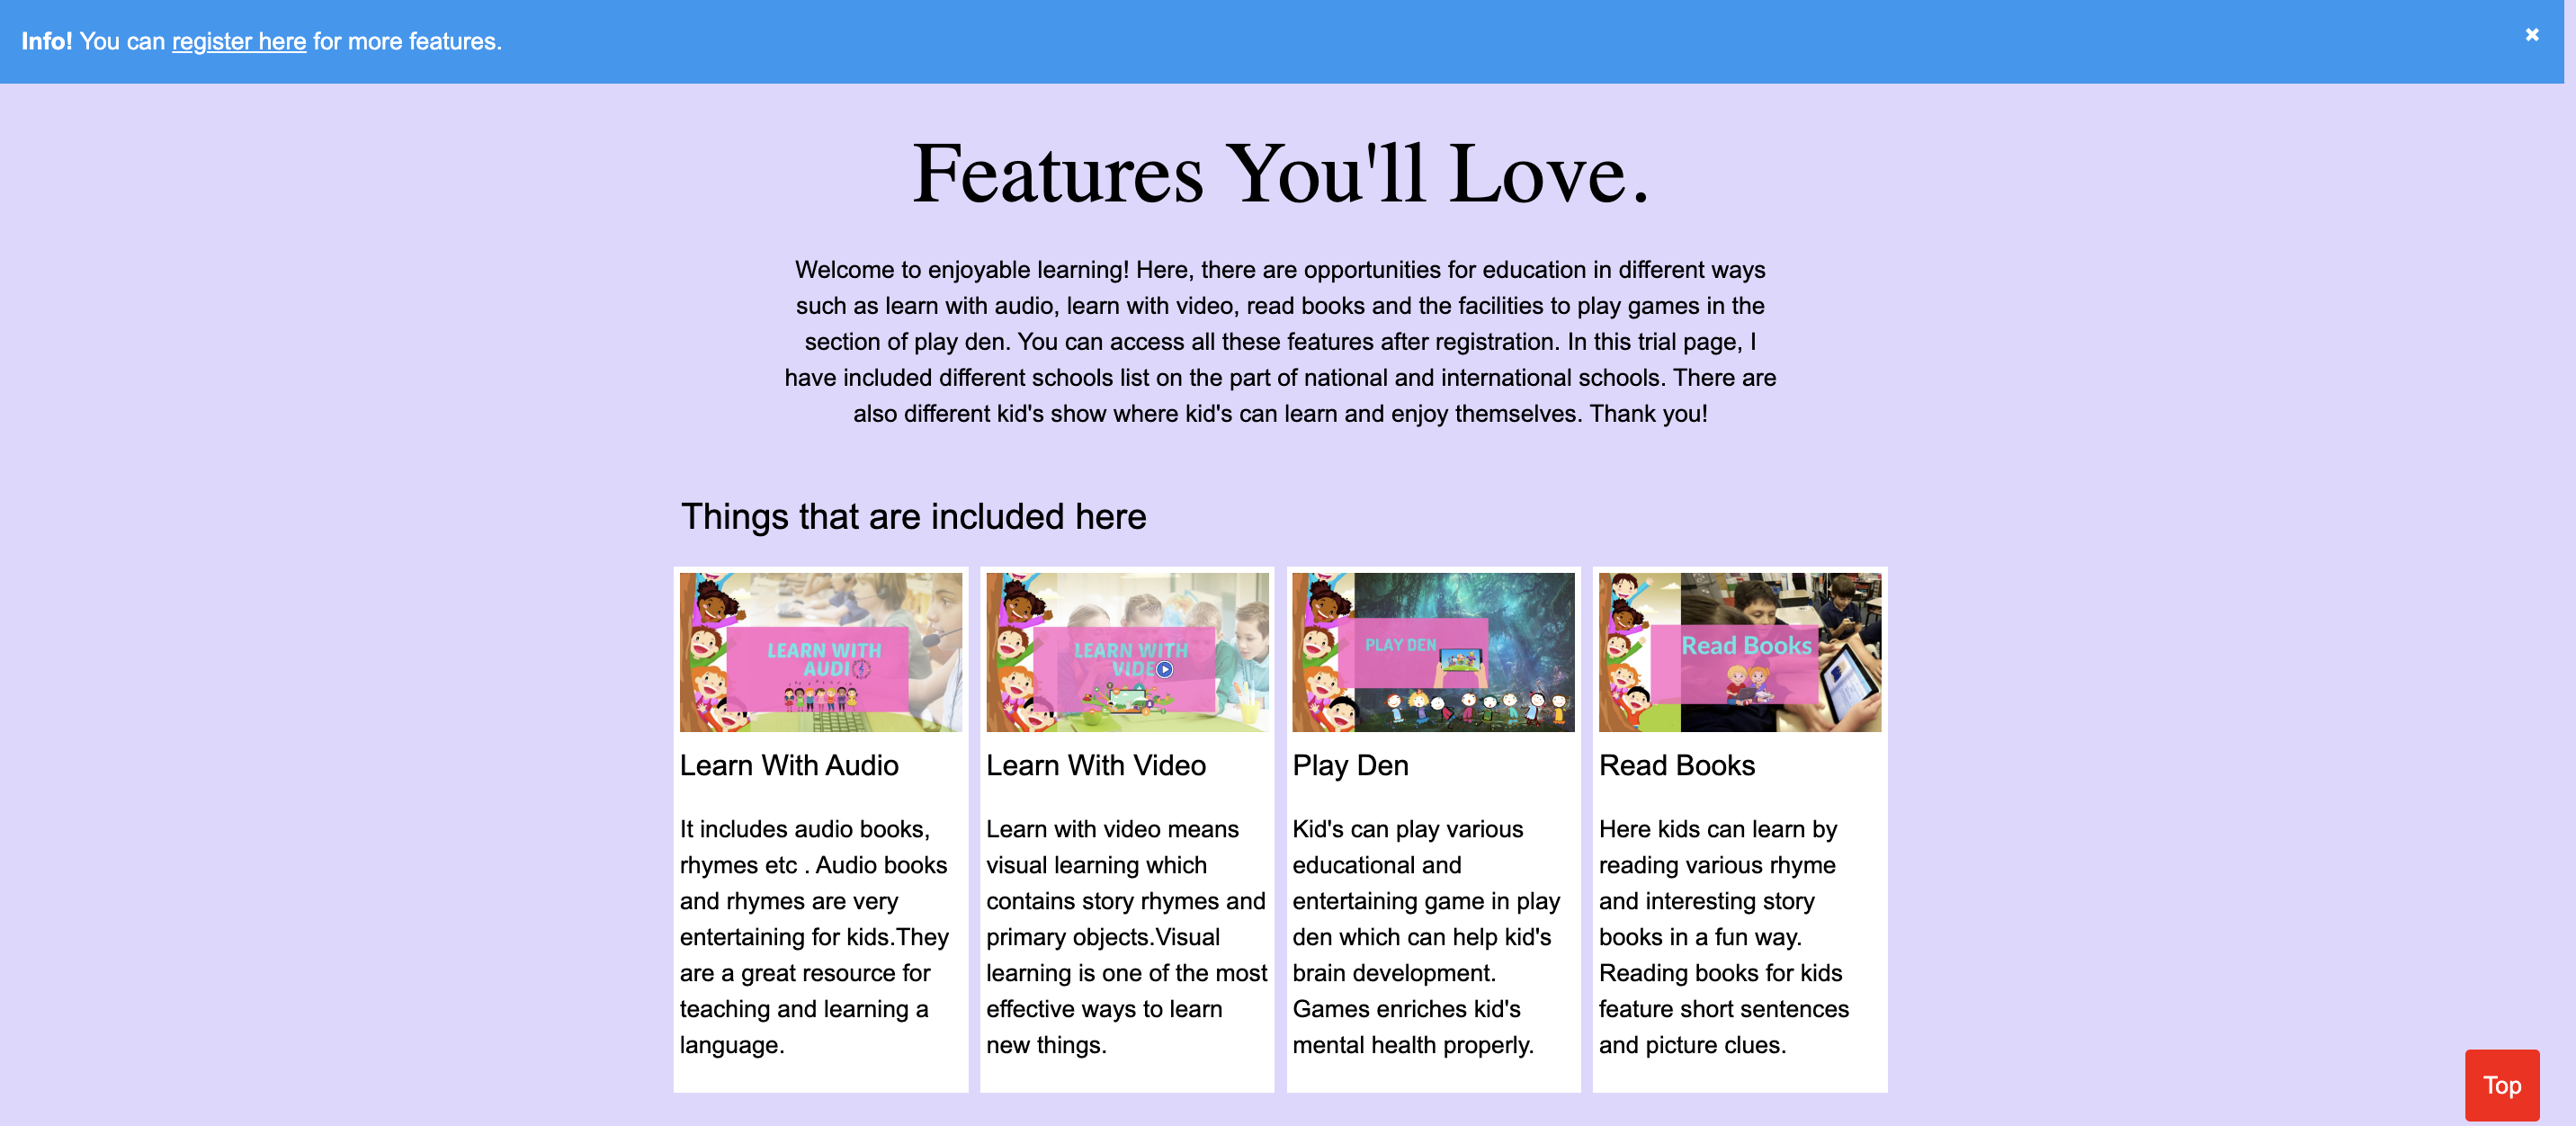 Info! You can register here for more features.
✖
Features You'll Love.
Welcome to enjoyable learning! Here, there are opportunities for education in different ways
such as learn with audio, learn with video, read books and the facilities to play games in the
section of play den. You can access all these features after registration. In this trial page, I
have included different schools list on the part of national and international schools. There are
also different kid's show where kid's can learn and enjoy themselves. Thank you!
Things that are included here
LEARN WITH
AUDI
Learn With Audio
It includes audio books,
rhymes etc . Audio books
and rhymes are very
entertaining for kids.They
are a great resource for
teaching and learning a
language.
LEARN WITH
VIDE
Learn With Video
Learn with video means
visual learning which
contains story rhymes and
primary objects.Visual
learning is one of the most
effective ways to learn
new things.
PLAY DEN
Play Den
Kid's can play various
educational and
entertaining game in play
den which can help kid's
brain development.
Games enriches kid's
mental health properly.
Read Books
Read Books
Here kids can learn by
reading various rhyme
and interesting story
books in a fun way.
Reading books for kids
feature short sentences
and picture clues.
Top